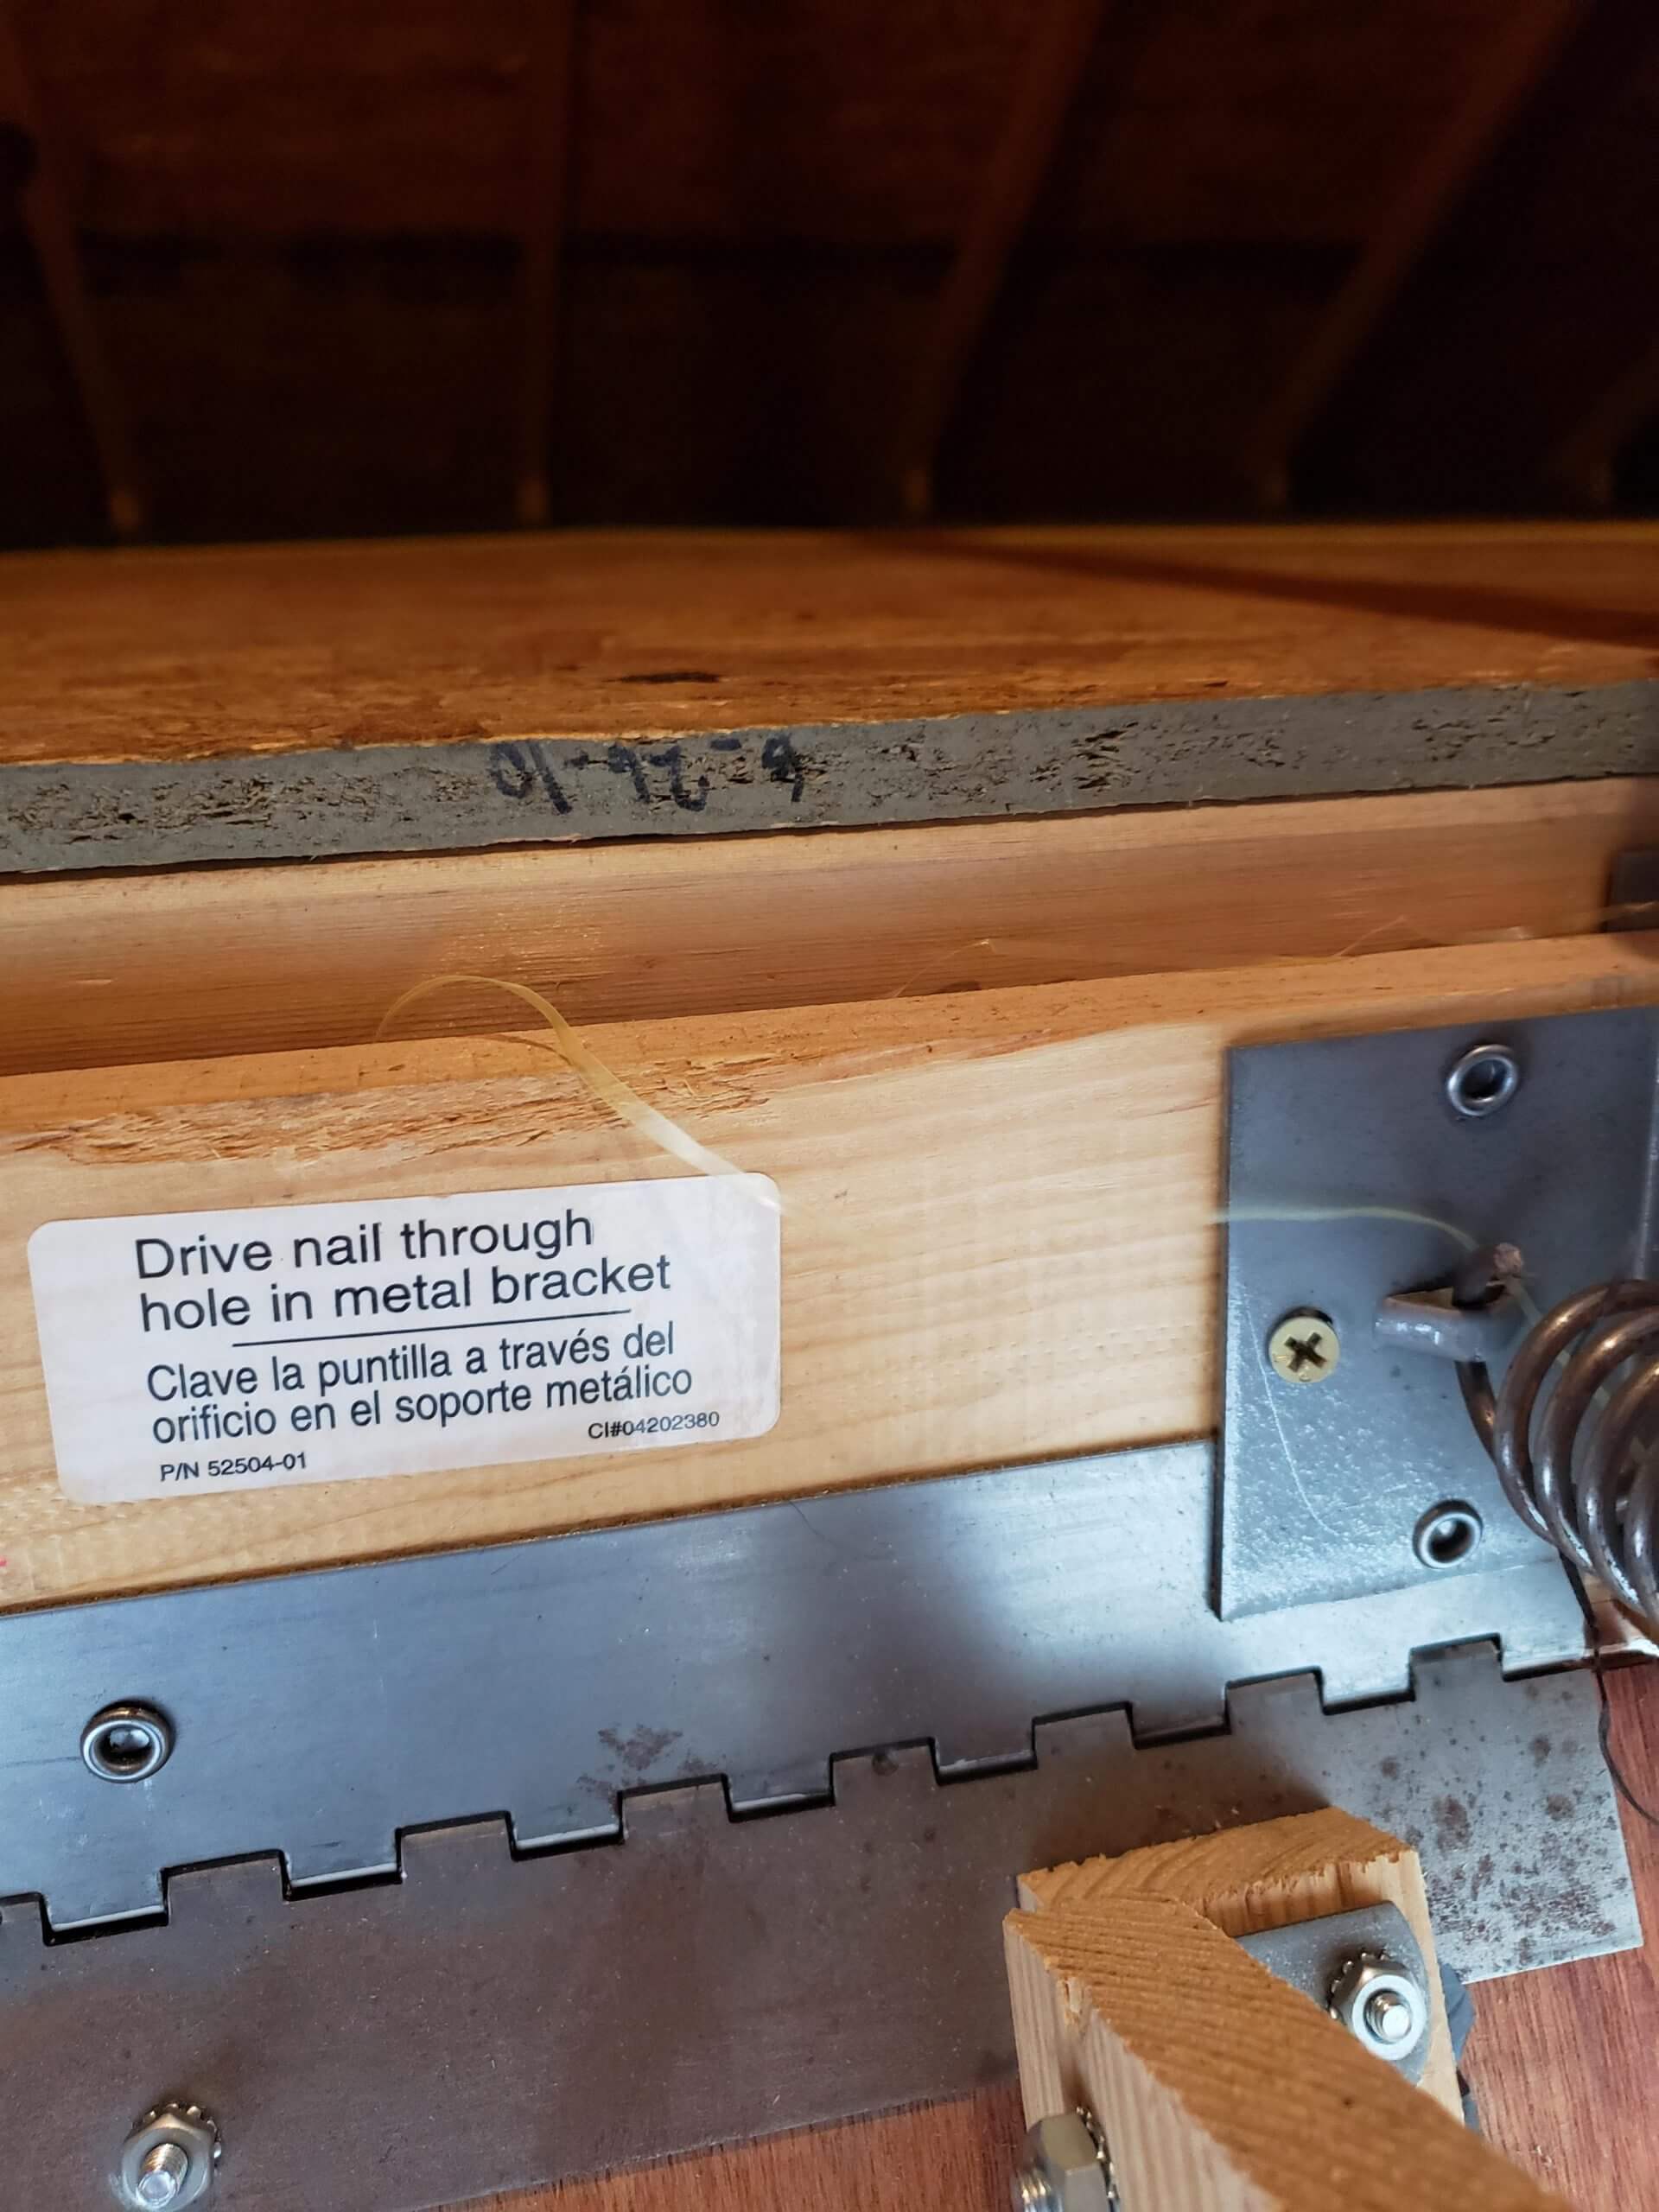 Drive nail through
hole in metal bracket
Clave la puntilla a través del
orificio en el soporte metálico
CI#04202380
P/N 52504-01